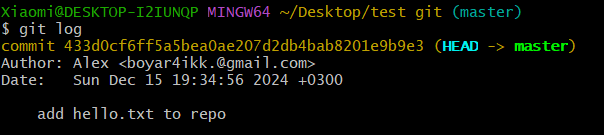 Xiaomi@DESKTOP-I2IUNQP MINGW64 ~/Desktop/test git (master)
$ git log
commit 433d0cf6ff5a5bea0ae207d2db4bab8201e9b9e3 (HEAD -> master)
Author: Alex <boyar4ikk.@gmail.com>
Date:   Sun Dec 15 19:34:56 2024 +0300
    add hello.txt to repo